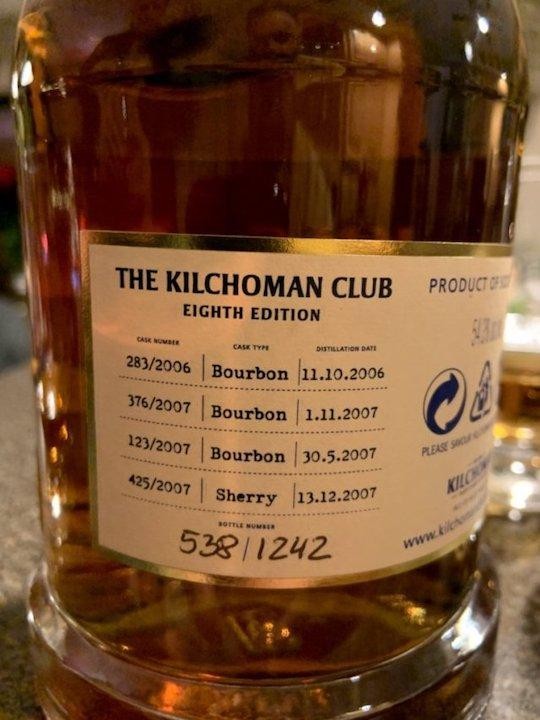 THE KILCHOMAN CLUB
EIGHTH EDITION
CASK NUMBER CASK TYPE DISTILLATION DATE
283/2006 Bourbon 11.10.2006
376/2007 Bourbon 1.11.2007
123/2007 Bourbon 30.5.2007
425/2007 Sherry 13.12.2007
BOTTLE NUMBER
538/1242
PRODUCT OF
PLEASE SAVOUR